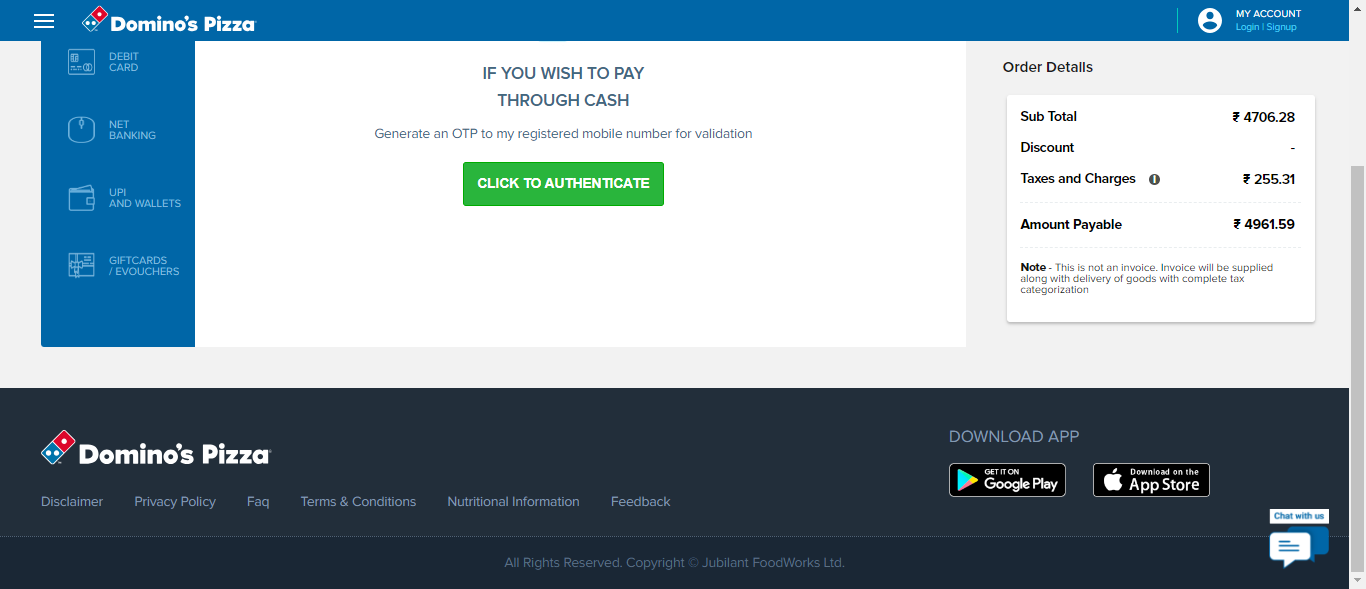 Domino's Pizza
MY ACCOUNT
Login | Signup
DEBIT
CARD
NET
BANKING
UPI
AND WALLETS
GIFTCARDS
/ EVOUCHERS
IF YOU WISH TO PAY
THROUGH CASH
Generate an OTP to my registered mobile number for validation
CLICK TO AUTHENTICATE
Order Details
Sub Total ₹ 4706.28
Discount -
Taxes and Charges ₹ 255.31
Amount Payable ₹ 4961.59
Note - This is not an invoice. Invoice will be supplied
along with delivery of goods with complete tax
categorization
Domino's Pizza
Disclaimer Privacy Policy Faq Terms & Conditions Nutritional Information Feedback
DOWNLOAD APP
GET IT ON
Google Play
Download on the
App Store
Chat with us
All Rights Reserved. Copyright © Jubilant FoodWorks Ltd.